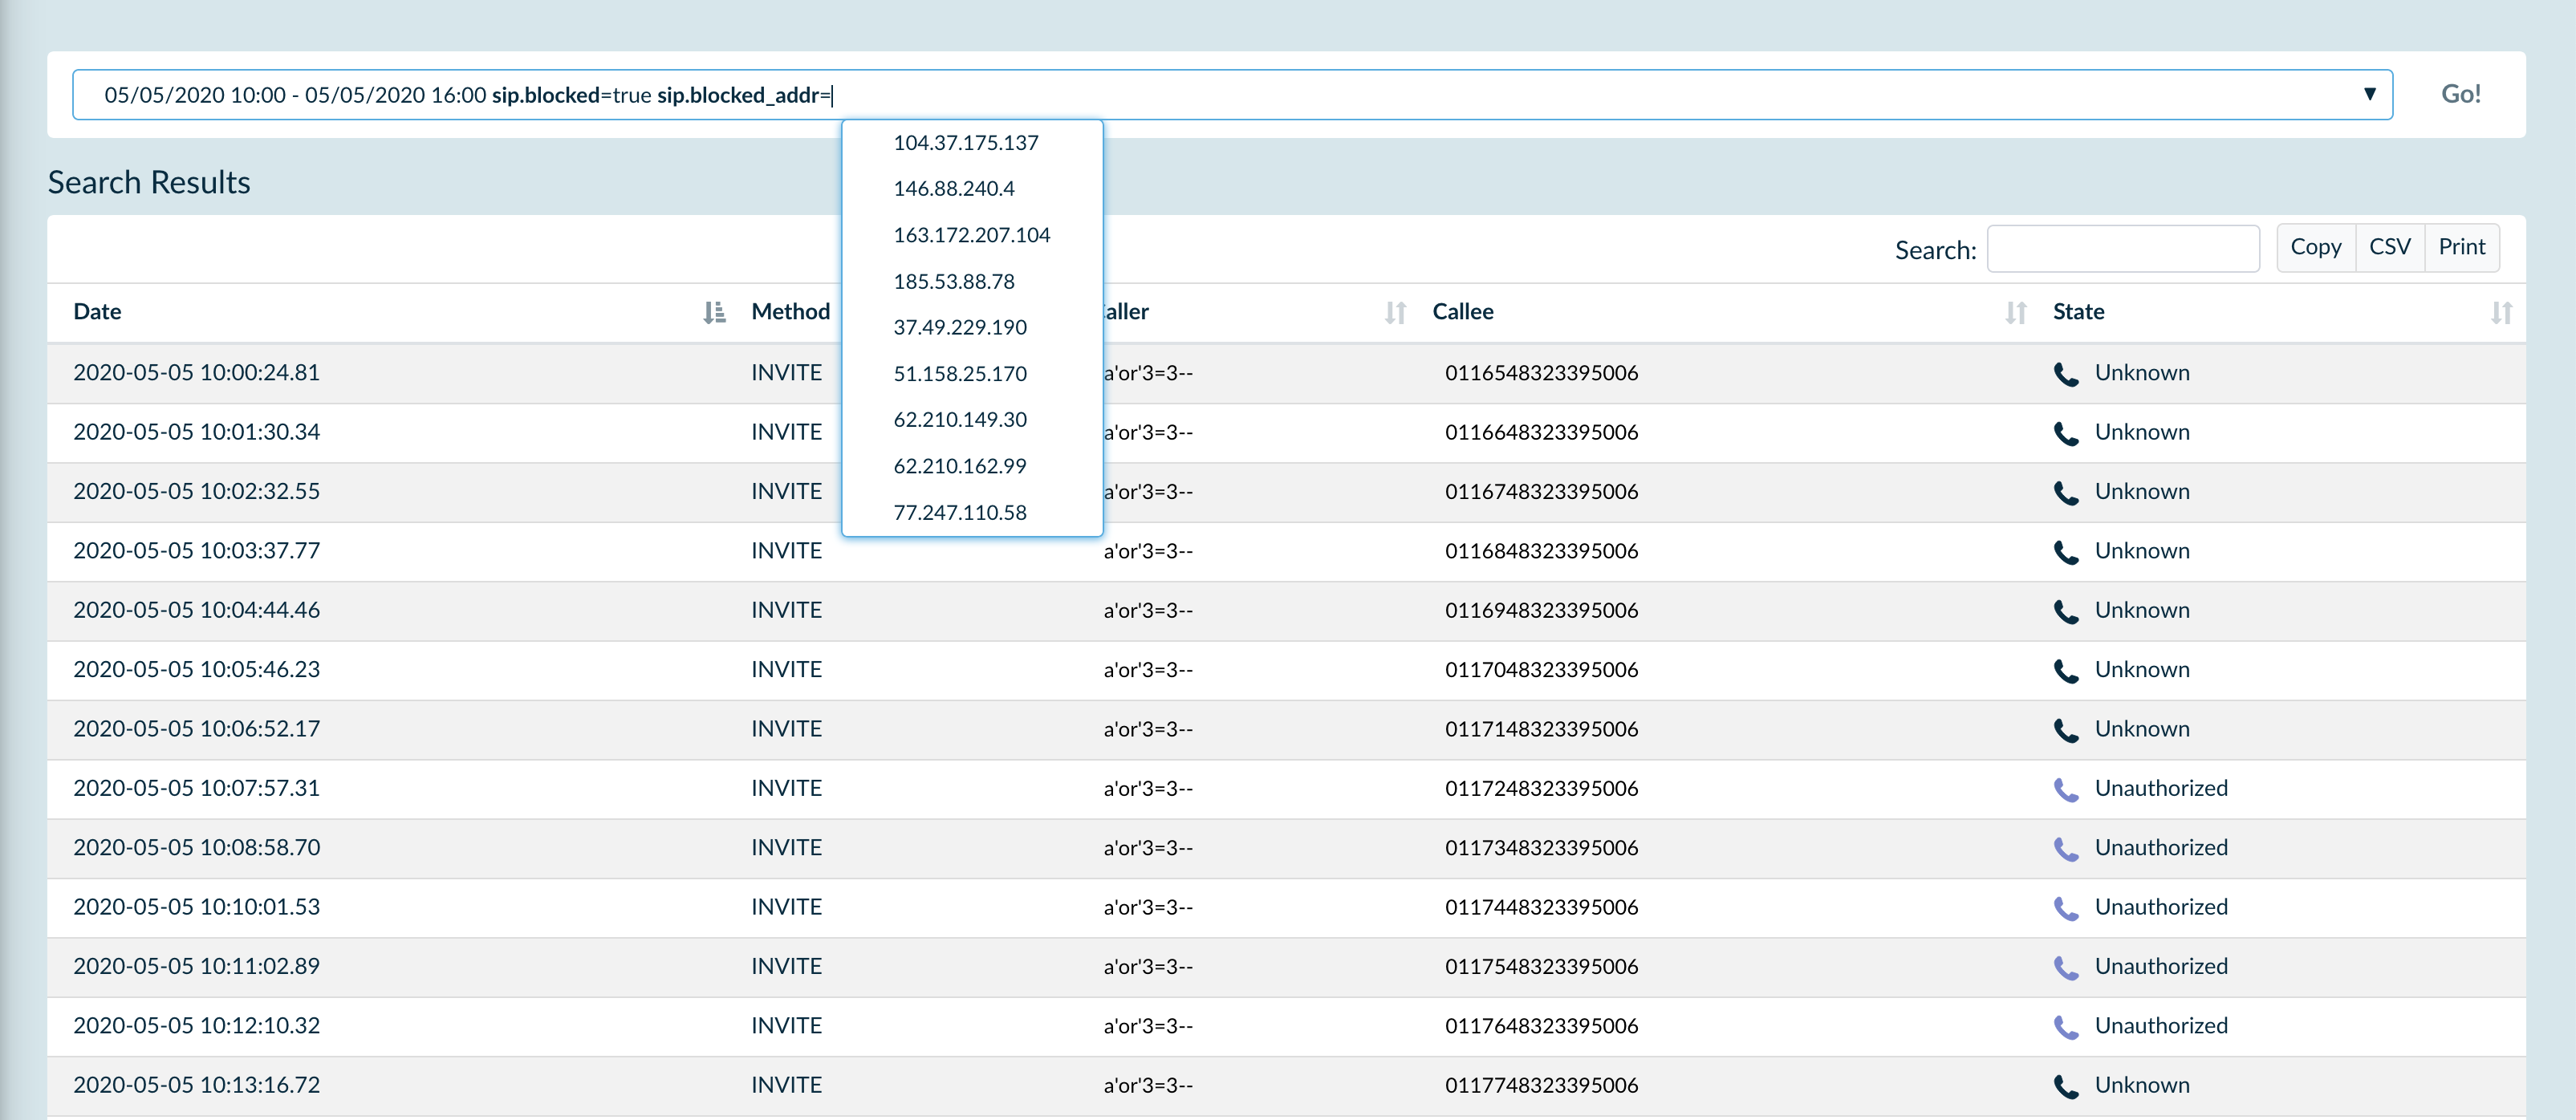 05/05/2020 10:00 - 05/05/2020 16:00 sip.blocked=true sip.blocked_addr= ▼ Go!
104.37.175.137
146.88.240.4
163.172.207.104
185.53.88.78
37.49.229.190
51.158.25.170
62.210.149.30
62.210.162.99
77.247.110.58
Search Results
Search: Copy CSV Print
Date Method Callee State
2020-05-05 10:00:24.81 INVITE a'or'3=3-- 0116548323395006 Unknown
2020-05-05 10:01:30.34 INVITE a'or'3=3-- 0116648323395006 Unknown
2020-05-05 10:02:32.55 INVITE a'or'3=3-- 0116748323395006 Unknown
2020-05-05 10:03:37.77 INVITE a'or'3=3-- 0116848323395006 Unknown
2020-05-05 10:04:44.46 INVITE a'or'3=3-- 0116948323395006 Unknown
2020-05-05 10:05:46.23 INVITE a'or'3=3-- 0117048323395006 Unknown
2020-05-05 10:06:52.17 INVITE a'or'3=3-- 0117148323395006 Unknown
2020-05-05 10:07:57.31 INVITE a'or'3=3-- 0117248323395006 Unauthorized
2020-05-05 10:08:58.70 INVITE a'or'3=3-- 0117348323395006 Unauthorized
2020-05-05 10:10:01.53 INVITE a'or'3=3-- 0117448323395006 Unauthorized
2020-05-05 10:11:02.89 INVITE a'or'3=3-- 0117548323395006 Unauthorized
2020-05-05 10:12:10.32 INVITE a'or'3=3-- 0117648323395006 Unauthorized
2020-05-05 10:13:16.72 INVITE a'or'3=3-- 0117748323395006 Unknown